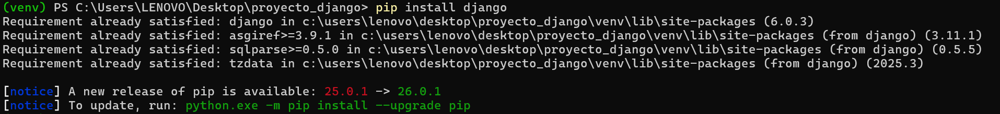 (venv) PS C:\Users\LENOVO\Desktop\proyecto_django> pip install django
Requirement already satisfied: django in c:\users\lenovo\desktop\proyecto_django\venv\lib\site-packages (6.0.3)
Requirement already satisfied: asgiref>=3.9.1 in c:\users\lenovo\desktop\proyecto_django\venv\lib\site-packages (from django) (3.11.1)
Requirement already satisfied: sqlparse>=0.5.0 in c:\users\lenovo\desktop\proyecto_django\venv\lib\site-packages (from django) (0.5.5)
Requirement already satisfied: tzdata in c:\users\lenovo\desktop\proyecto_django\venv\lib\site-packages (from django) (2025.3)
[notice] A new release of pip is available: 25.0.1 -> 26.0.1
[notice] To update, run: python.exe -m pip install --upgrade pip